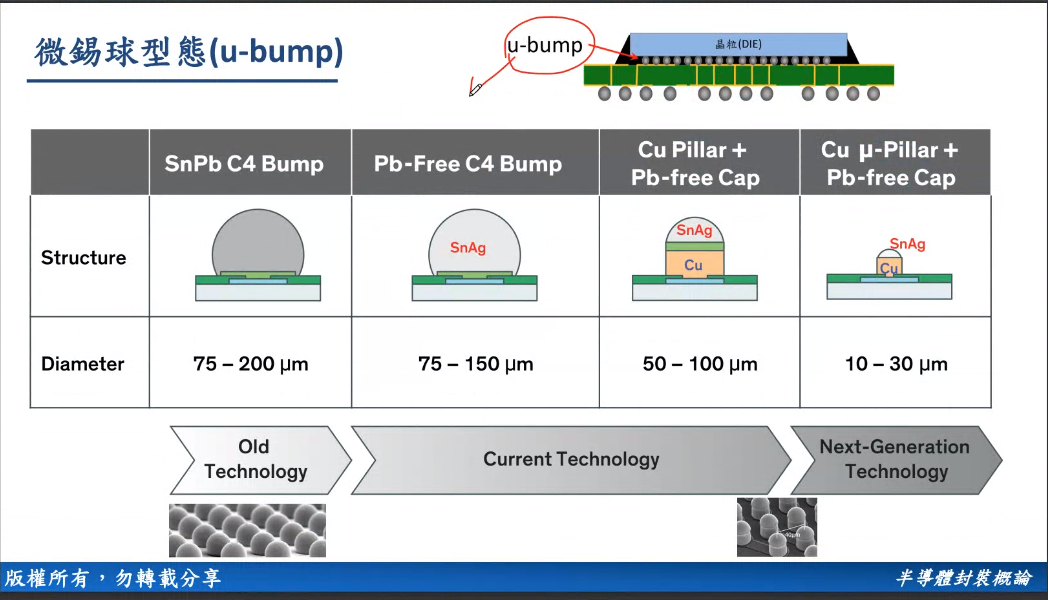 微錫球型態(u-bump)
u-bump
晶粒(DIE)
SnPb C4 Bump
Pb-Free C4 Bump
Cu Pillar +
Pb-free Cap
Cu μ-Pillar +
Pb-free Cap
Structure
SnAg
SnAg
Cu
SnAg
Cu
Diameter
75 – 200 μm
75 – 150 μm
50 – 100 μm
10 – 30 μm
Old
Technology
Current Technology
Next-Generation
Technology
40μm
版權所有，勿轉載分享
半導體封裝概論